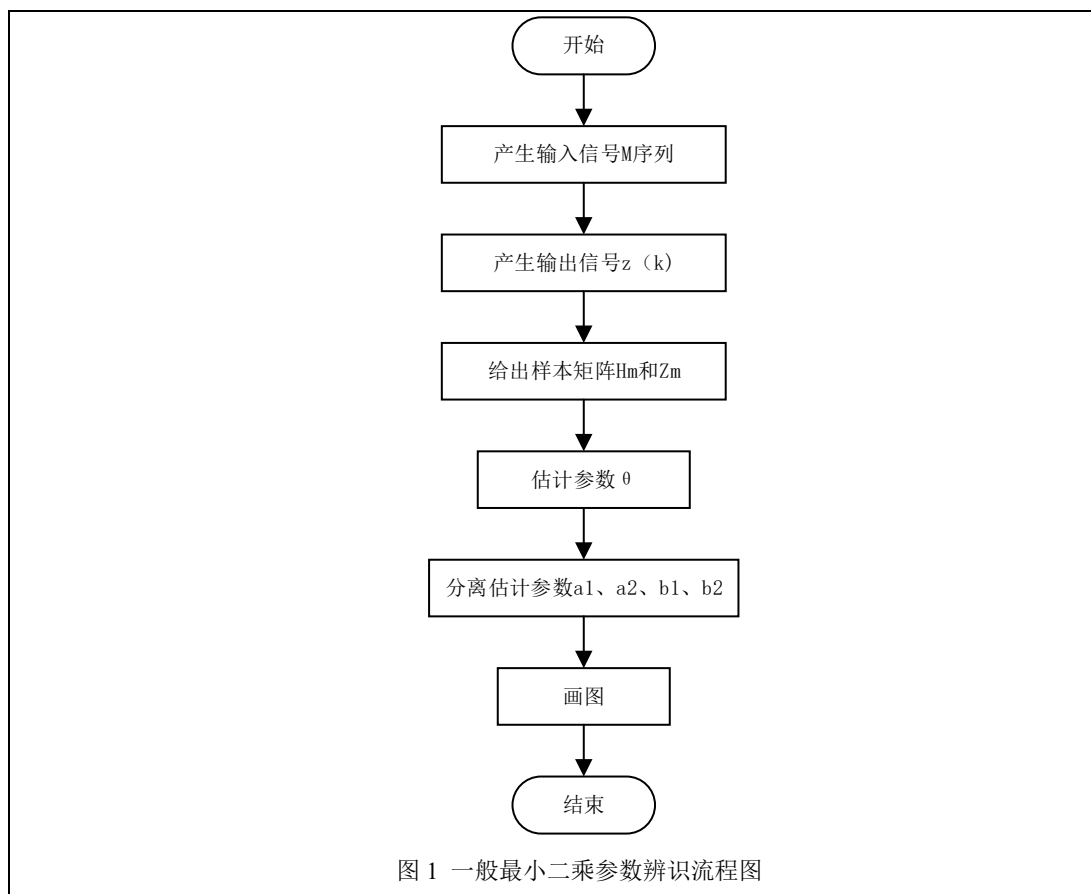 开始
产生输入信号M序列
产生输出信号z（k)
给出样本矩阵Hm和Zm
估计参数θ
分离估计参数a1、a2、b1、b2
画图
结束
图 1 一般最小二乘参数辨识流程图